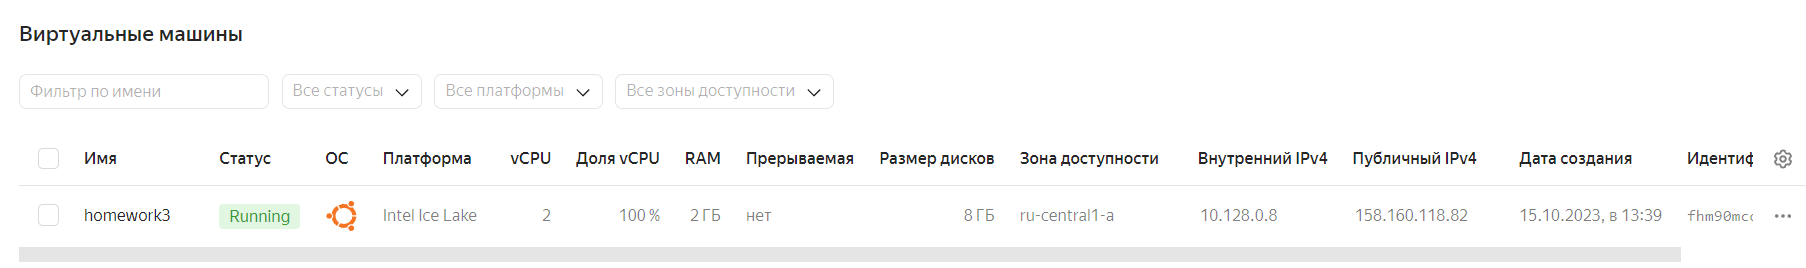 Виртуальные машины
Фильтр по имени Все статусы Все платформы Все зоны доступности
Имя Статус ОС Платформа vCPU Доля vCPU RAM Прерываемая Размер дисков Зона доступности Внутренний IPv4 Публичный IPv4 Дата создания Идентиф
homework3 Running Intel Ice Lake 2 100 % 2 ГБ нет 8 ГБ ru-central1-a 10.128.0.8 158.160.118.82 15.10.2023, в 13:39 fhm90mcc